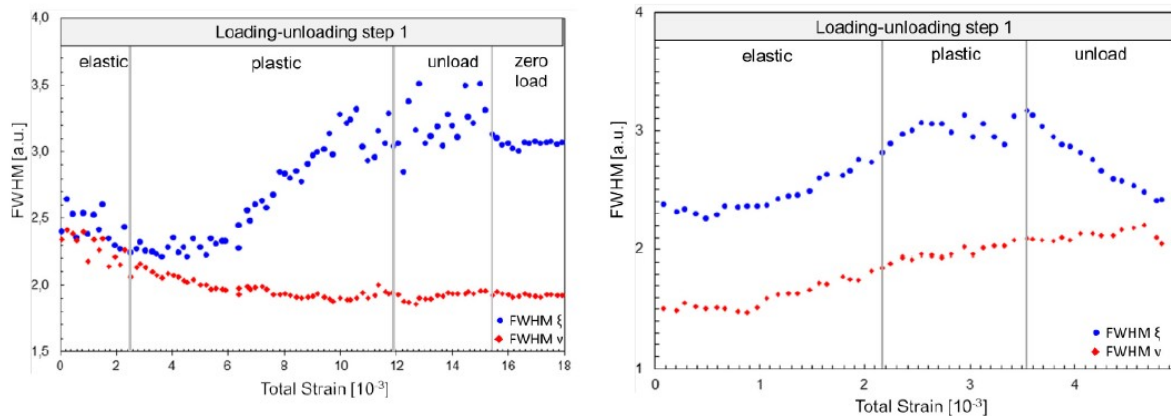 4,0
Loading-unloading step 1
elastic
plastic
unload
zero
load
3,5
3,0
2,5
2,0
1,5
FWHM [a.u.]
FWHM ξ
FWHM ν
0 2 4 6 8 10 12 14 16 18
Total Strain [10-3]
4
Loading-unloading step 1
elastic
plastic
unload
3
2
1
FWHM [a.u.]
FWHM ξ
FWHM ν
0 1 2 3 4
Total Strain [10-3]